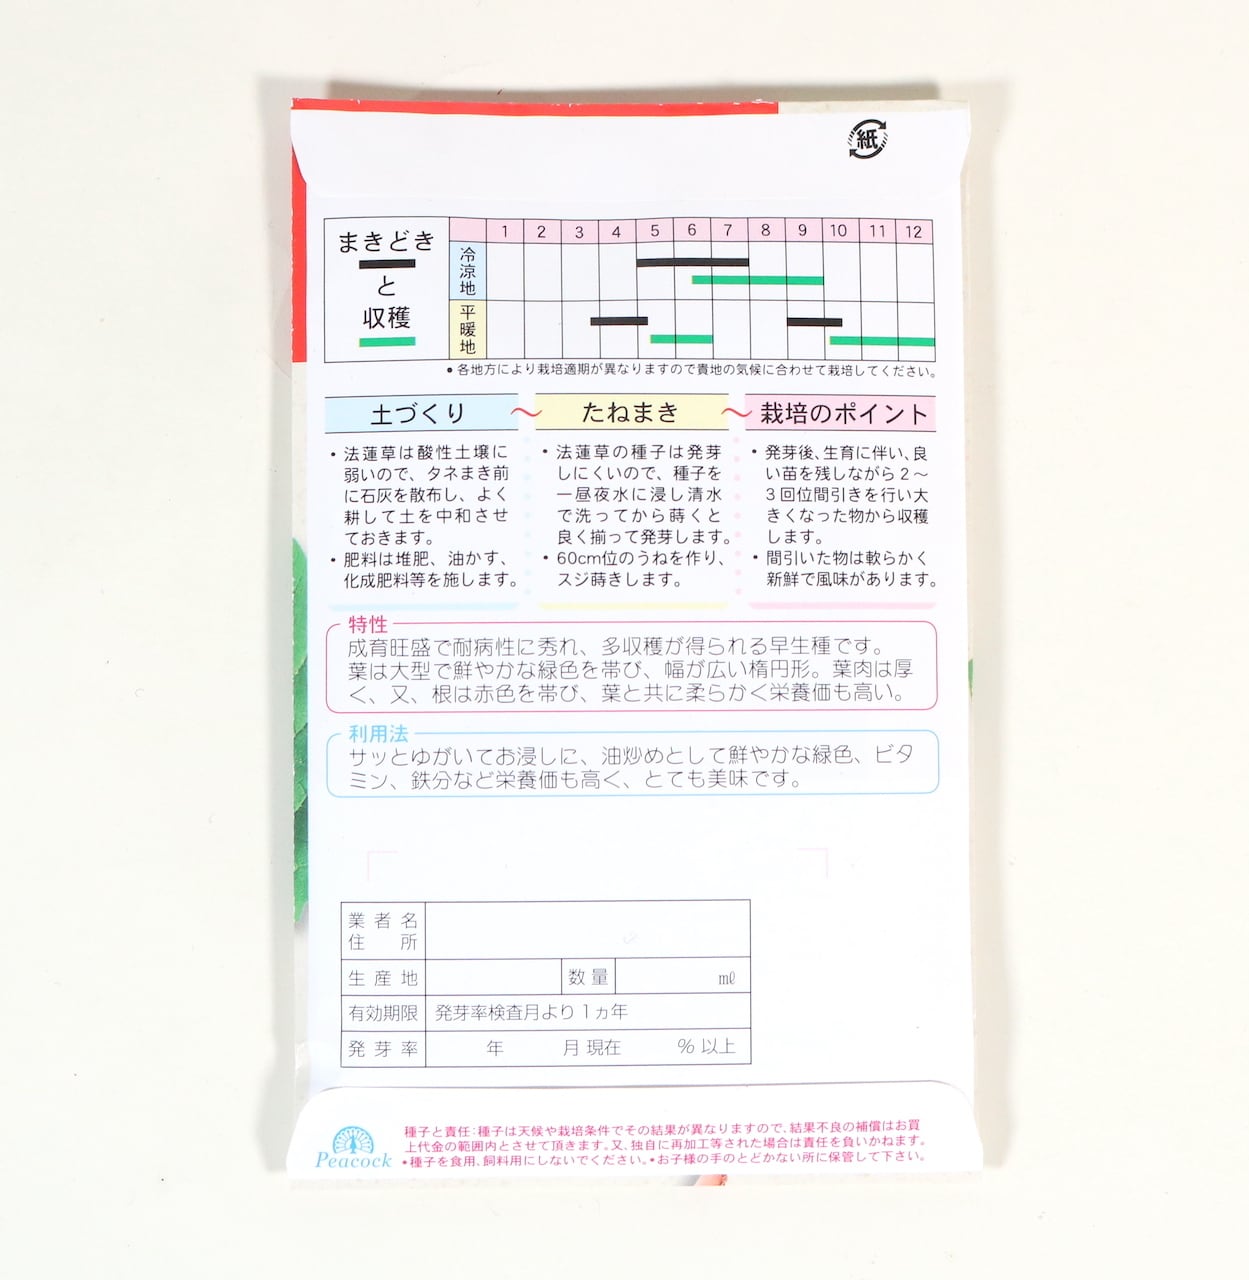 紙
まきどき
と
収穫
1 2 3 4 5 6 7 8 9 10 11 12
冷涼地
平暖地
•各地方により栽培適期が異なりますので貴地の気候に合わせて栽培してください。
土づくり〜たねまき〜栽培のポイント
•法蓮草は酸性土壌に
弱いので、タネまき前
に石灰を散布し、よく
耕して土を中和させ
ておきます。
•肥料は堆肥、油かす、
化成肥料等を施します。
•法蓮草の種子は発芽
しにくいので、種子を
一昼夜水に浸し清水
で洗ってから蒔くと
良く揃って発芽します。
•60cm位のうねを作り、
スジ蒔きします。
•発芽後、生育に伴い、良
い苗を残しながら2〜
3回位間引きを行い大
きくなった物から収穫
します。
•間引いた物は軟らかく
新鮮で風味があります。
特性
成育旺盛で耐病性に秀れ、多収穫が得られる早生種です。
葉は大型で鮮やかな緑色を帯び、幅が広い楕円形。葉肉は厚
く、又、根は赤色を帯び、葉と共に柔らかく栄養価も高い。
利用法
サッとゆがいてお浸しに、油炒めとして鮮やかな緑色、ビタ
ミン、鉄分など栄養価も高く、とても美味です。
業者名
住所
生産地 数量 ㎖
有効期限 発芽率検査月より1ヵ年
発芽率 年 月現在 %以上
Peacock
種子と責任:種子は天候や栽培条件でその結果が異なりますので、結果不良の補償はお買
上代金の範囲内とさせて頂きます。又、独自に再加工等された場合は責任を負いかねます。
•種子を食用、飼料用にしないでください。•お子様の手のとどかない所に保管して下さい。